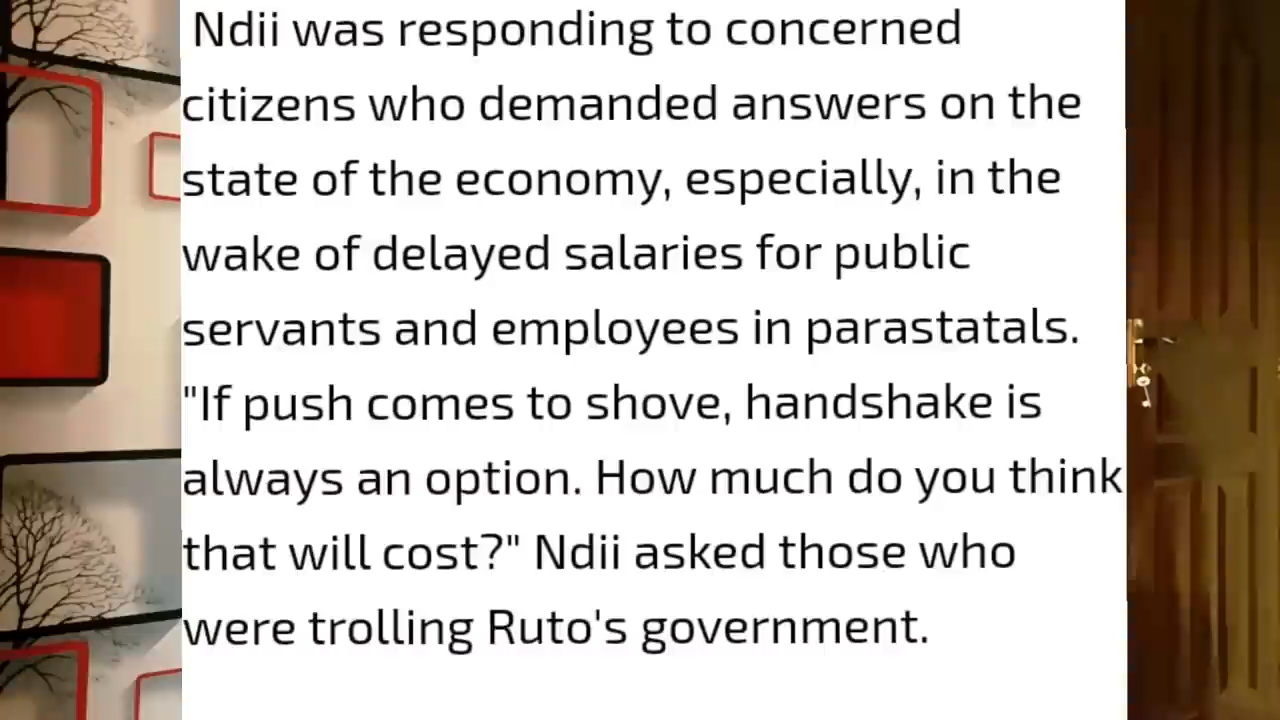 Ndii was responding to concerned
citizens who demanded answers on the
state of the economy, especially, in the
wake of delayed salaries for public
servants and employees in parastatals.
"If push comes to shove, handshake is
always an option. How much do you think
that will cost?" Ndii asked those who
were trolling Ruto's government.